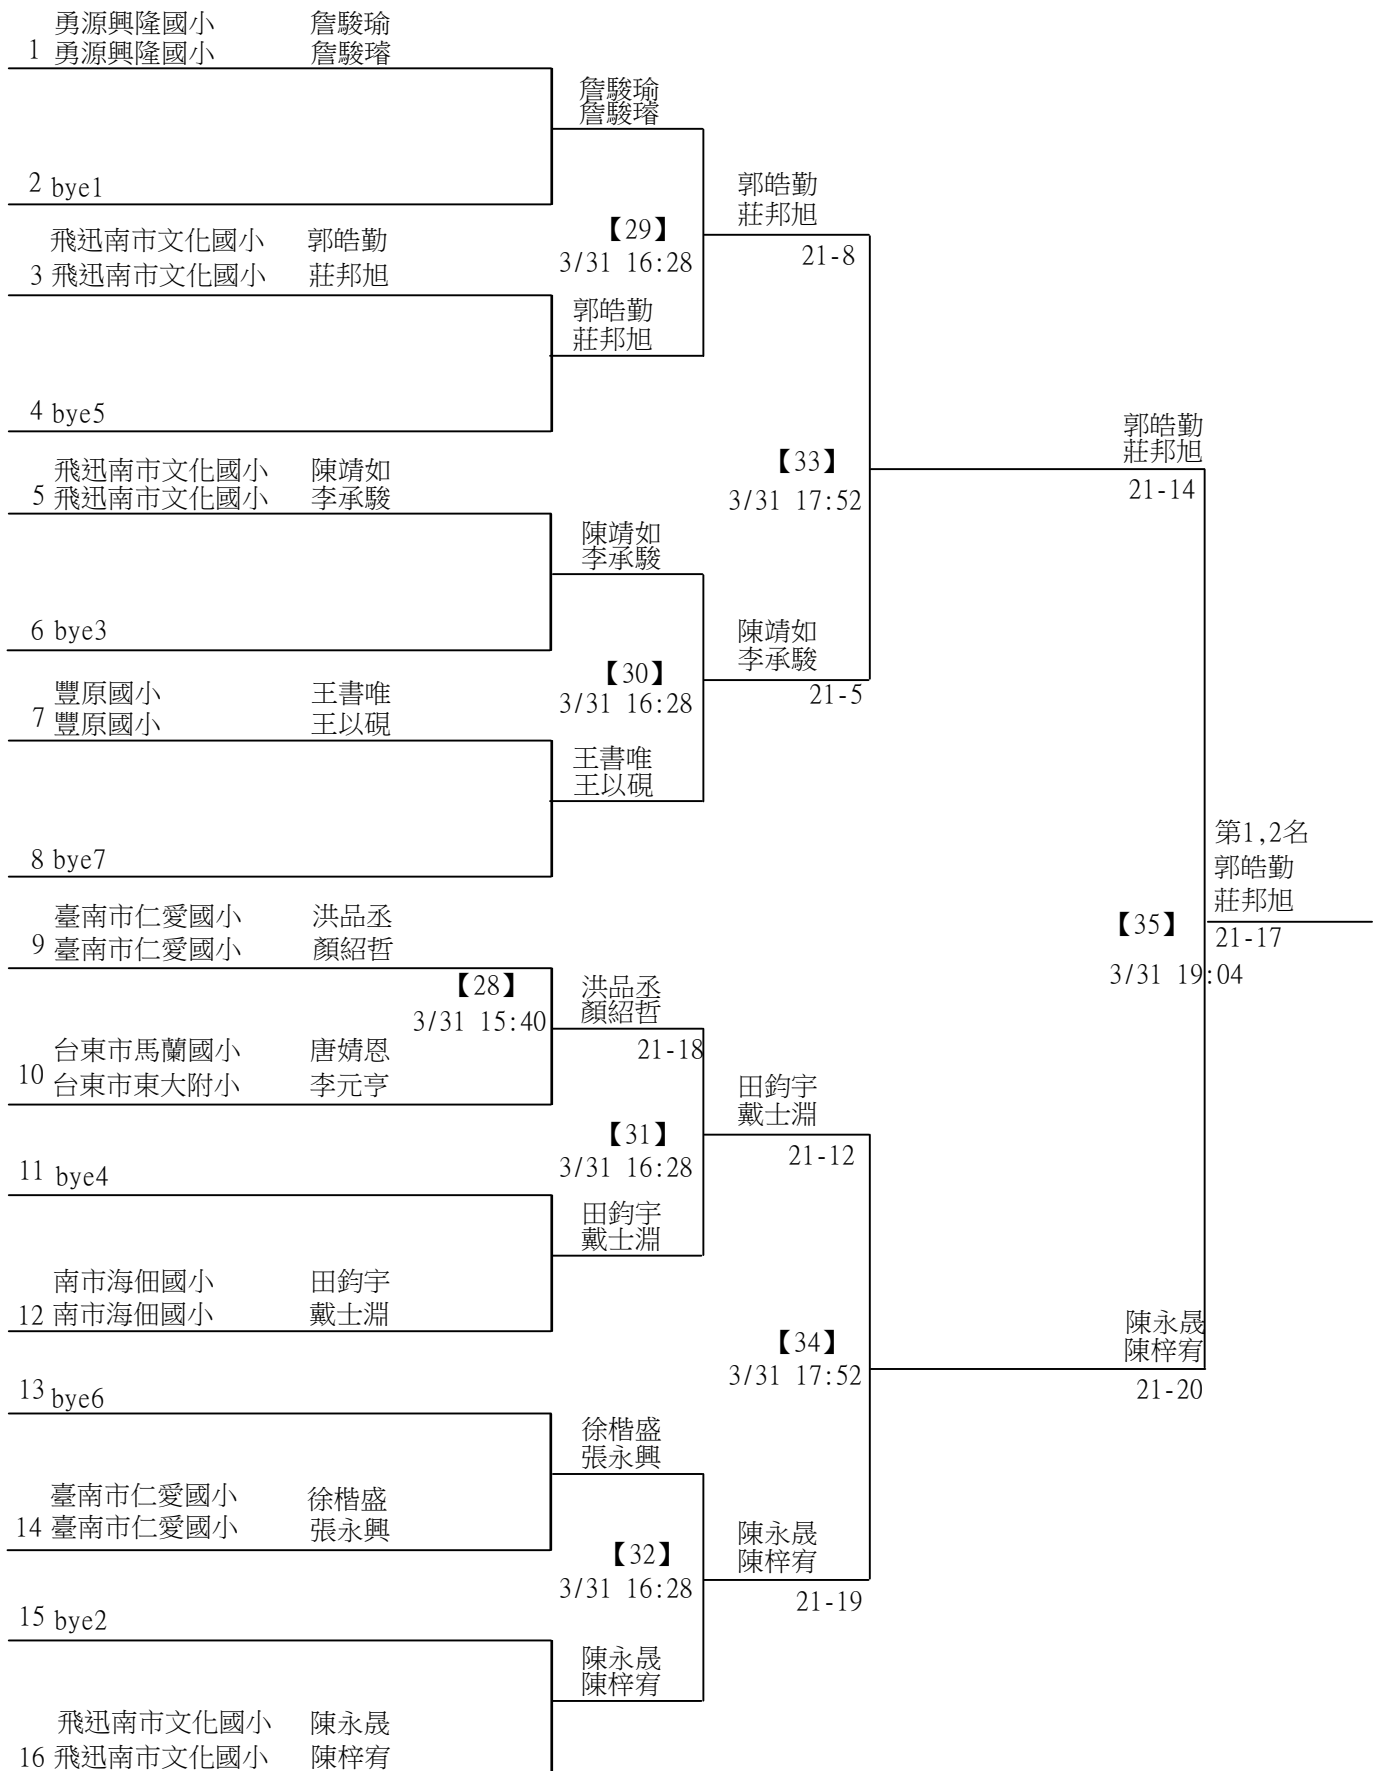 勇源興隆國小 詹駿瑜
1 勇源興隆國小 詹駿璿
詹駿瑜
詹駿璿
2 bye1
郭皓勤
莊邦旭
【29】
3/31 16:28
21-8
飛迅南市文化國小 郭皓勤
3 飛迅南市文化國小 莊邦旭
郭皓勤
莊邦旭
4 bye5
郭皓勤
莊邦旭
21-14
【33】
3/31 17:52
飛迅南市文化國小 陳靖如
5 飛迅南市文化國小 李承駿
陳靖如
李承駿
6 bye3
陳靖如
李承駿
【30】
3/31 16:28
21-5
豐原國小 王書唯
7 豐原國小 王以硯
王書唯
王以硯
8 bye7
第1,2名
郭皓勤
莊邦旭
【35】
21-17
3/31 19:04
臺南市仁愛國小 洪品丞
9 臺南市仁愛國小 顏紹哲
【28】
3/31 15:40
洪品丞
顏紹哲
21-18
台東市馬蘭國小 唐婧恩
10 台東市東大附小 李元亨
田鈞宇
戴士淵
【31】
3/31 16:28
21-12
11 bye4
田鈞宇
戴士淵
南市海佃國小 田鈞宇
12 南市海佃國小 戴士淵
陳永晟
陳梓宥
21-20
【34】
3/31 17:52
13 bye6
徐楷盛
張永興
臺南市仁愛國小 徐楷盛
14 臺南市仁愛國小 張永興
陳永晟
陳梓宥
【32】
3/31 16:28
21-19
15 bye2
陳永晟
陳梓宥
飛迅南市文化國小 陳永晟
16 飛迅南市文化國小 陳梓宥